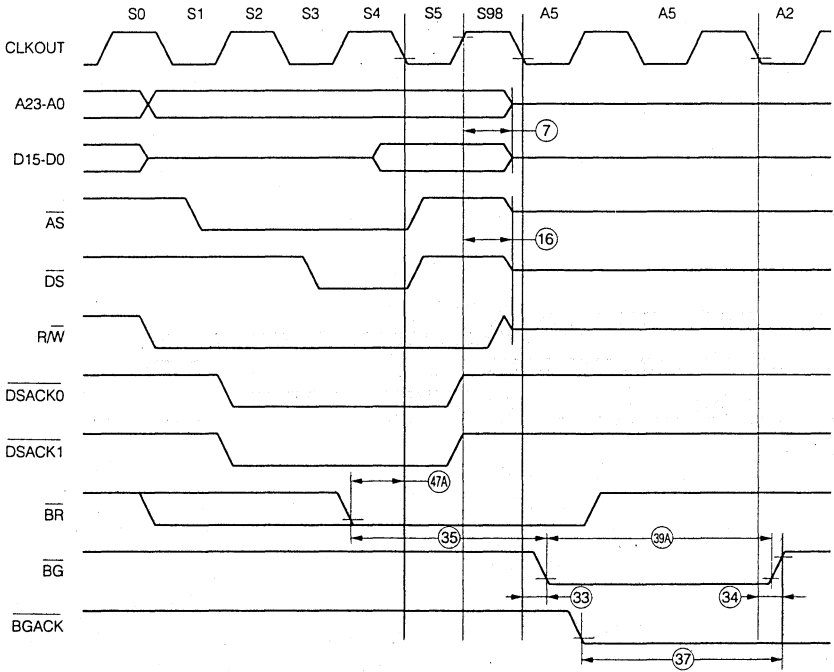 S0 S1 S2 S3 S4 S5 S98 A5 A5 A2
CLKOUT
A23-A0
7
D15-D0
AS
16
DS
R/W
DSACK0
DSACK1
47A
BR
35 39A
BG
33 34
BGACK
37